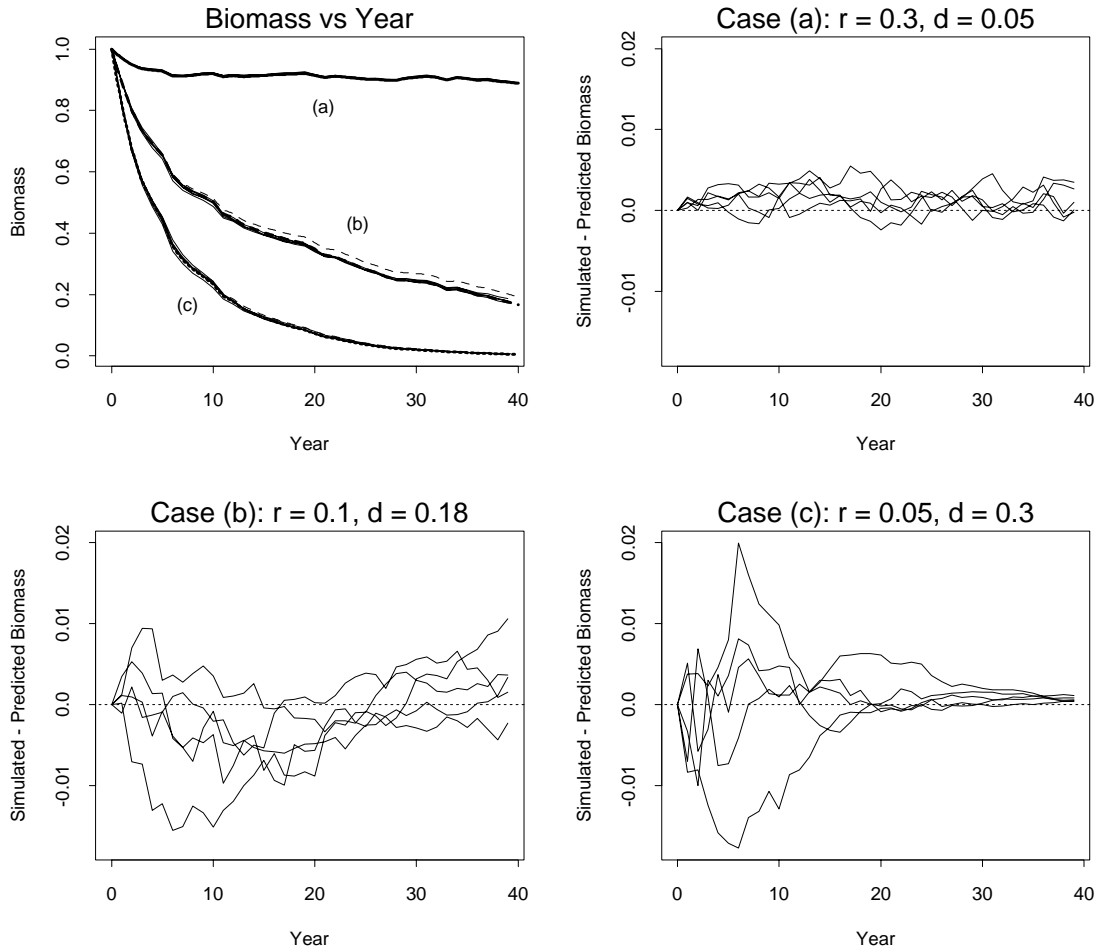 Biomass vs Year
Biomass
1.0
0.8
0.6
0.4
0.2
0.0
(a)
(b)
(c)
0 10 20 30 40
Year
Case (a): r = 0.3, d = 0.05
Simulated - Predicted Biomass
0.02
0.01
0.0
-0.01
0 10 20 30 40
Year
Case (b): r = 0.1, d = 0.18
Simulated - Predicted Biomass
0.02
0.01
0.0
-0.01
0 10 20 30 40
Year
Case (c): r = 0.05, d = 0.3
Simulated - Predicted Biomass
0.02
0.01
0.0
-0.01
0 10 20 30 40
Year